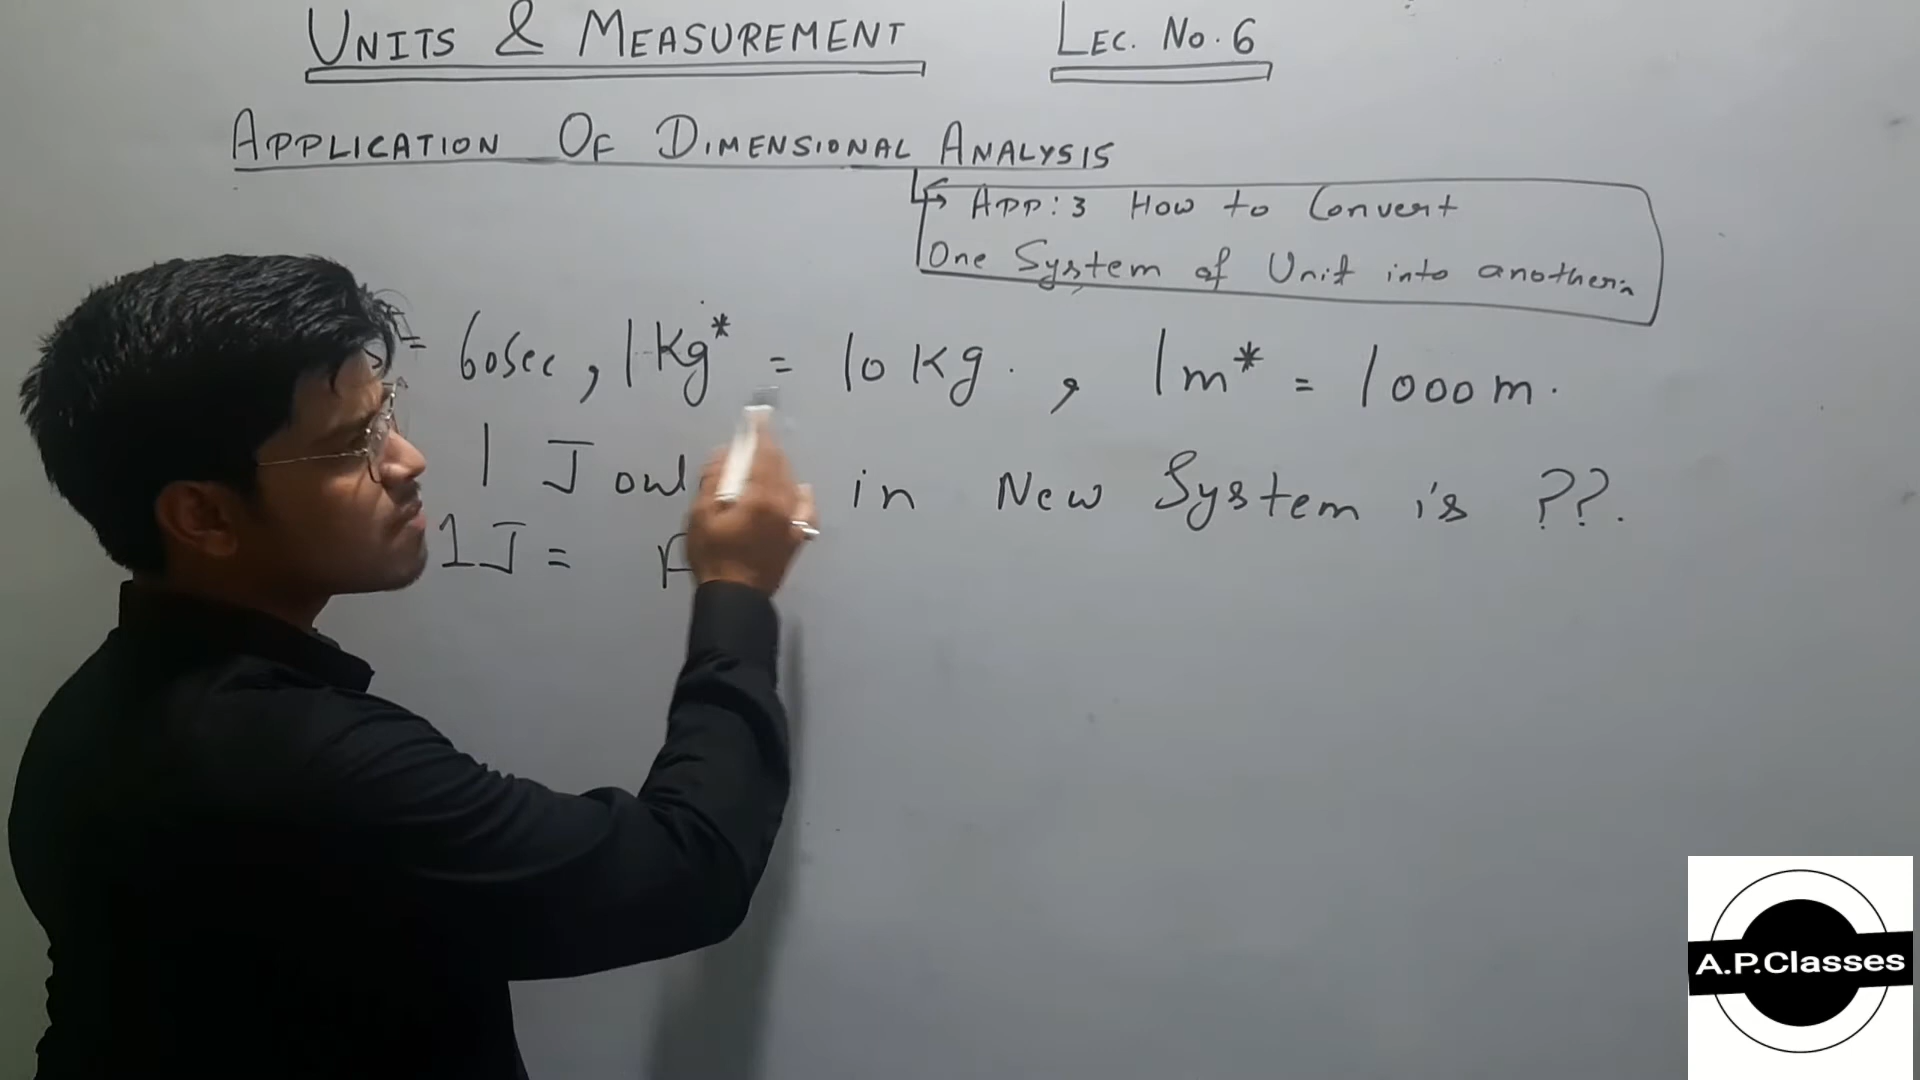 UNITS & MEASUREMENT LEC. No. 6
APPLICATION OF DIMENSIONAL ANALYSIS
APP: 3 How to Convert
One System of Unit into another:-
= 60sec, 1kg* = 10kg. , 1m* = 1000m.
1 in New System is ??.
1J =
A.P.Classes